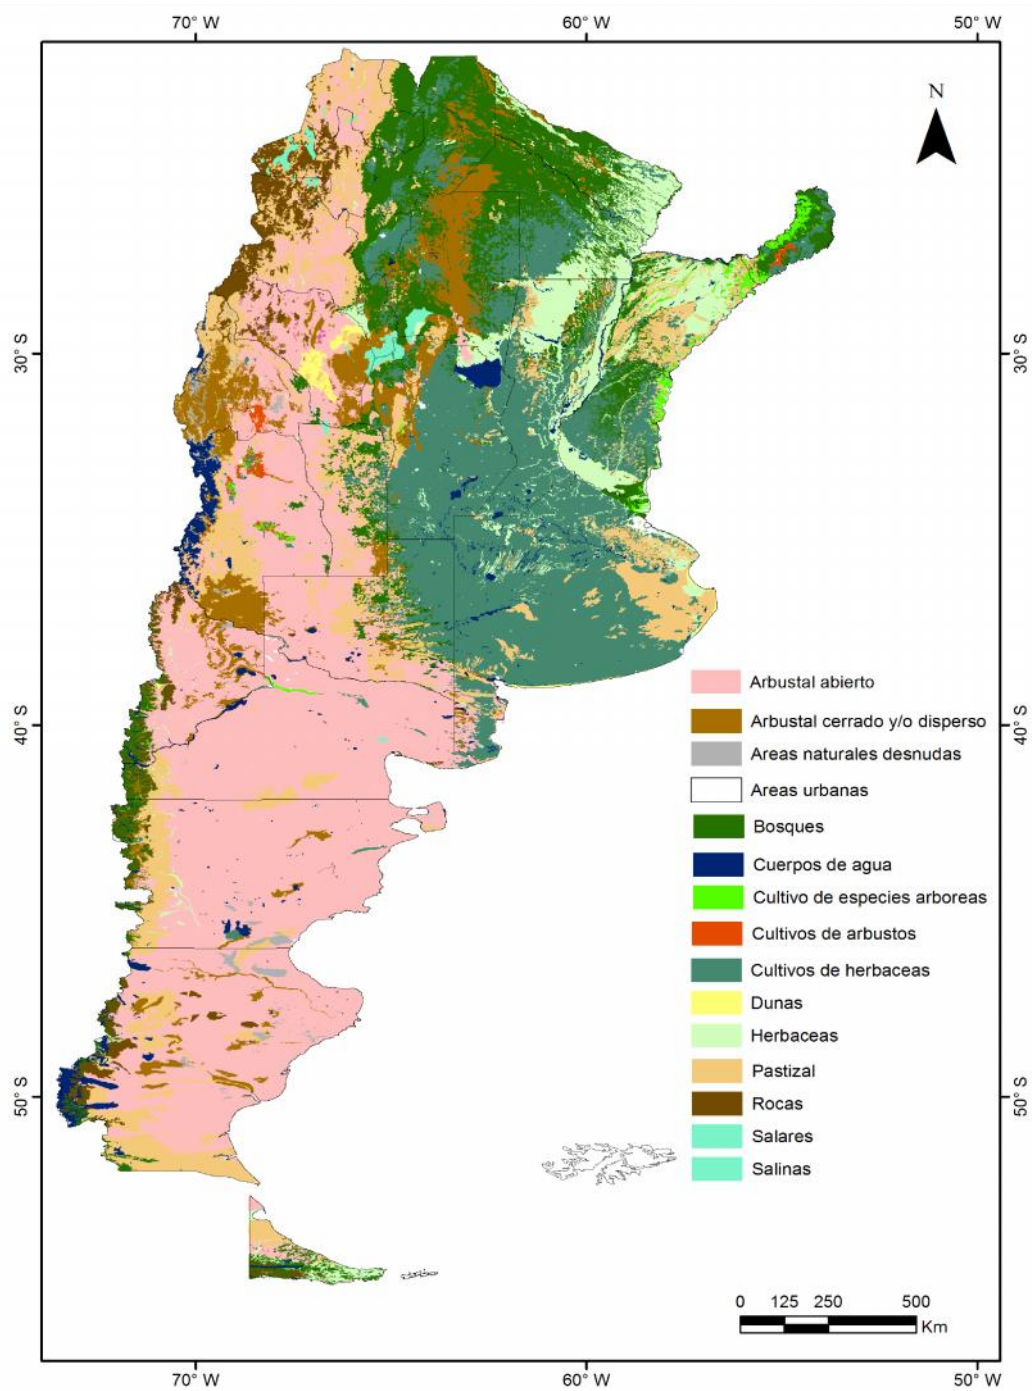 70° W
60° W
50° W
N
30° S
30° S
Arbustal abierto
Arbustal cerrado y/o disperso
40° S
40° S
Areas naturales desnudas
Areas urbanas
Bosques
Cuerpos de agua
Cultivo de especies arboreas
Cultivos de arbustos
Cultivos de herbaceas
Dunas
Herbaceas
Pastizal
50° S
50° S
Rocas
Salares
Salinas
0 125 250 500
Km
70° W
60° W
50° W